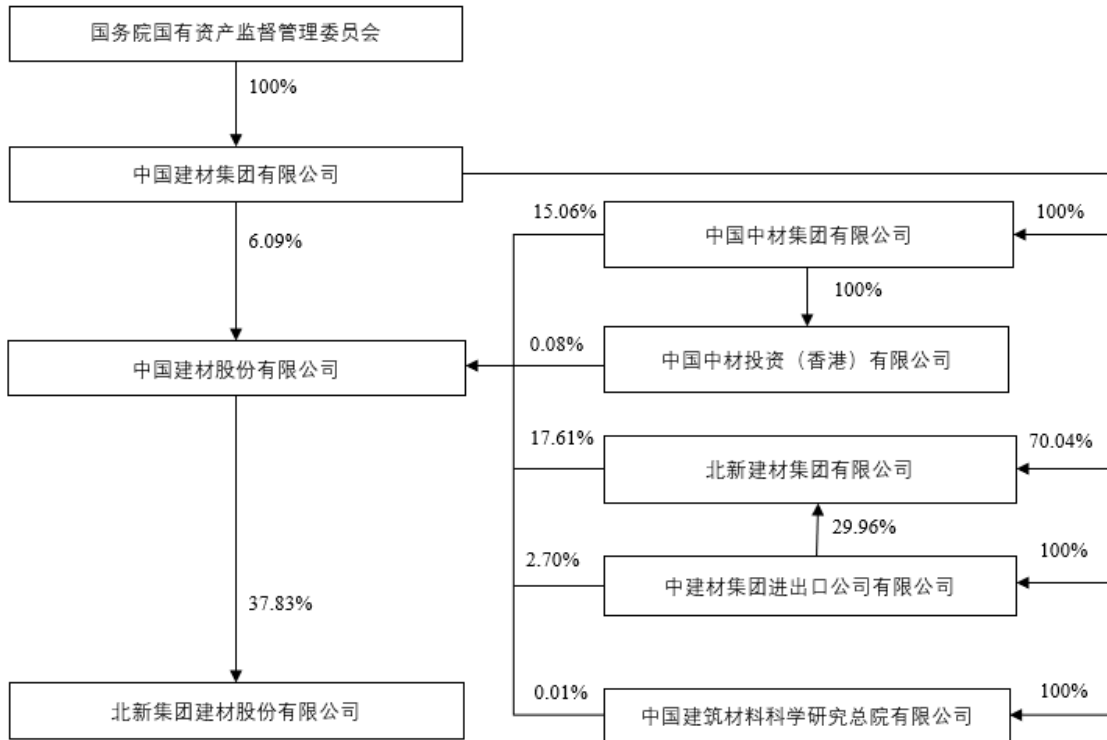 国务院国有资产监督管理委员会
100%
中国建材集团有限公司
6.09%
15.06%
中国中材集团有限公司
100%
100%
中国建材股份有限公司
0.08%
中国中材投资（香港）有限公司
17.61%
北新建材集团有限公司
70.04%
29.96%
2.70%
中建材集团进出口公司有限公司
100%
37.83%
0.01%
中国建筑材料科学研究总院有限公司
100%
北新集团建材股份有限公司